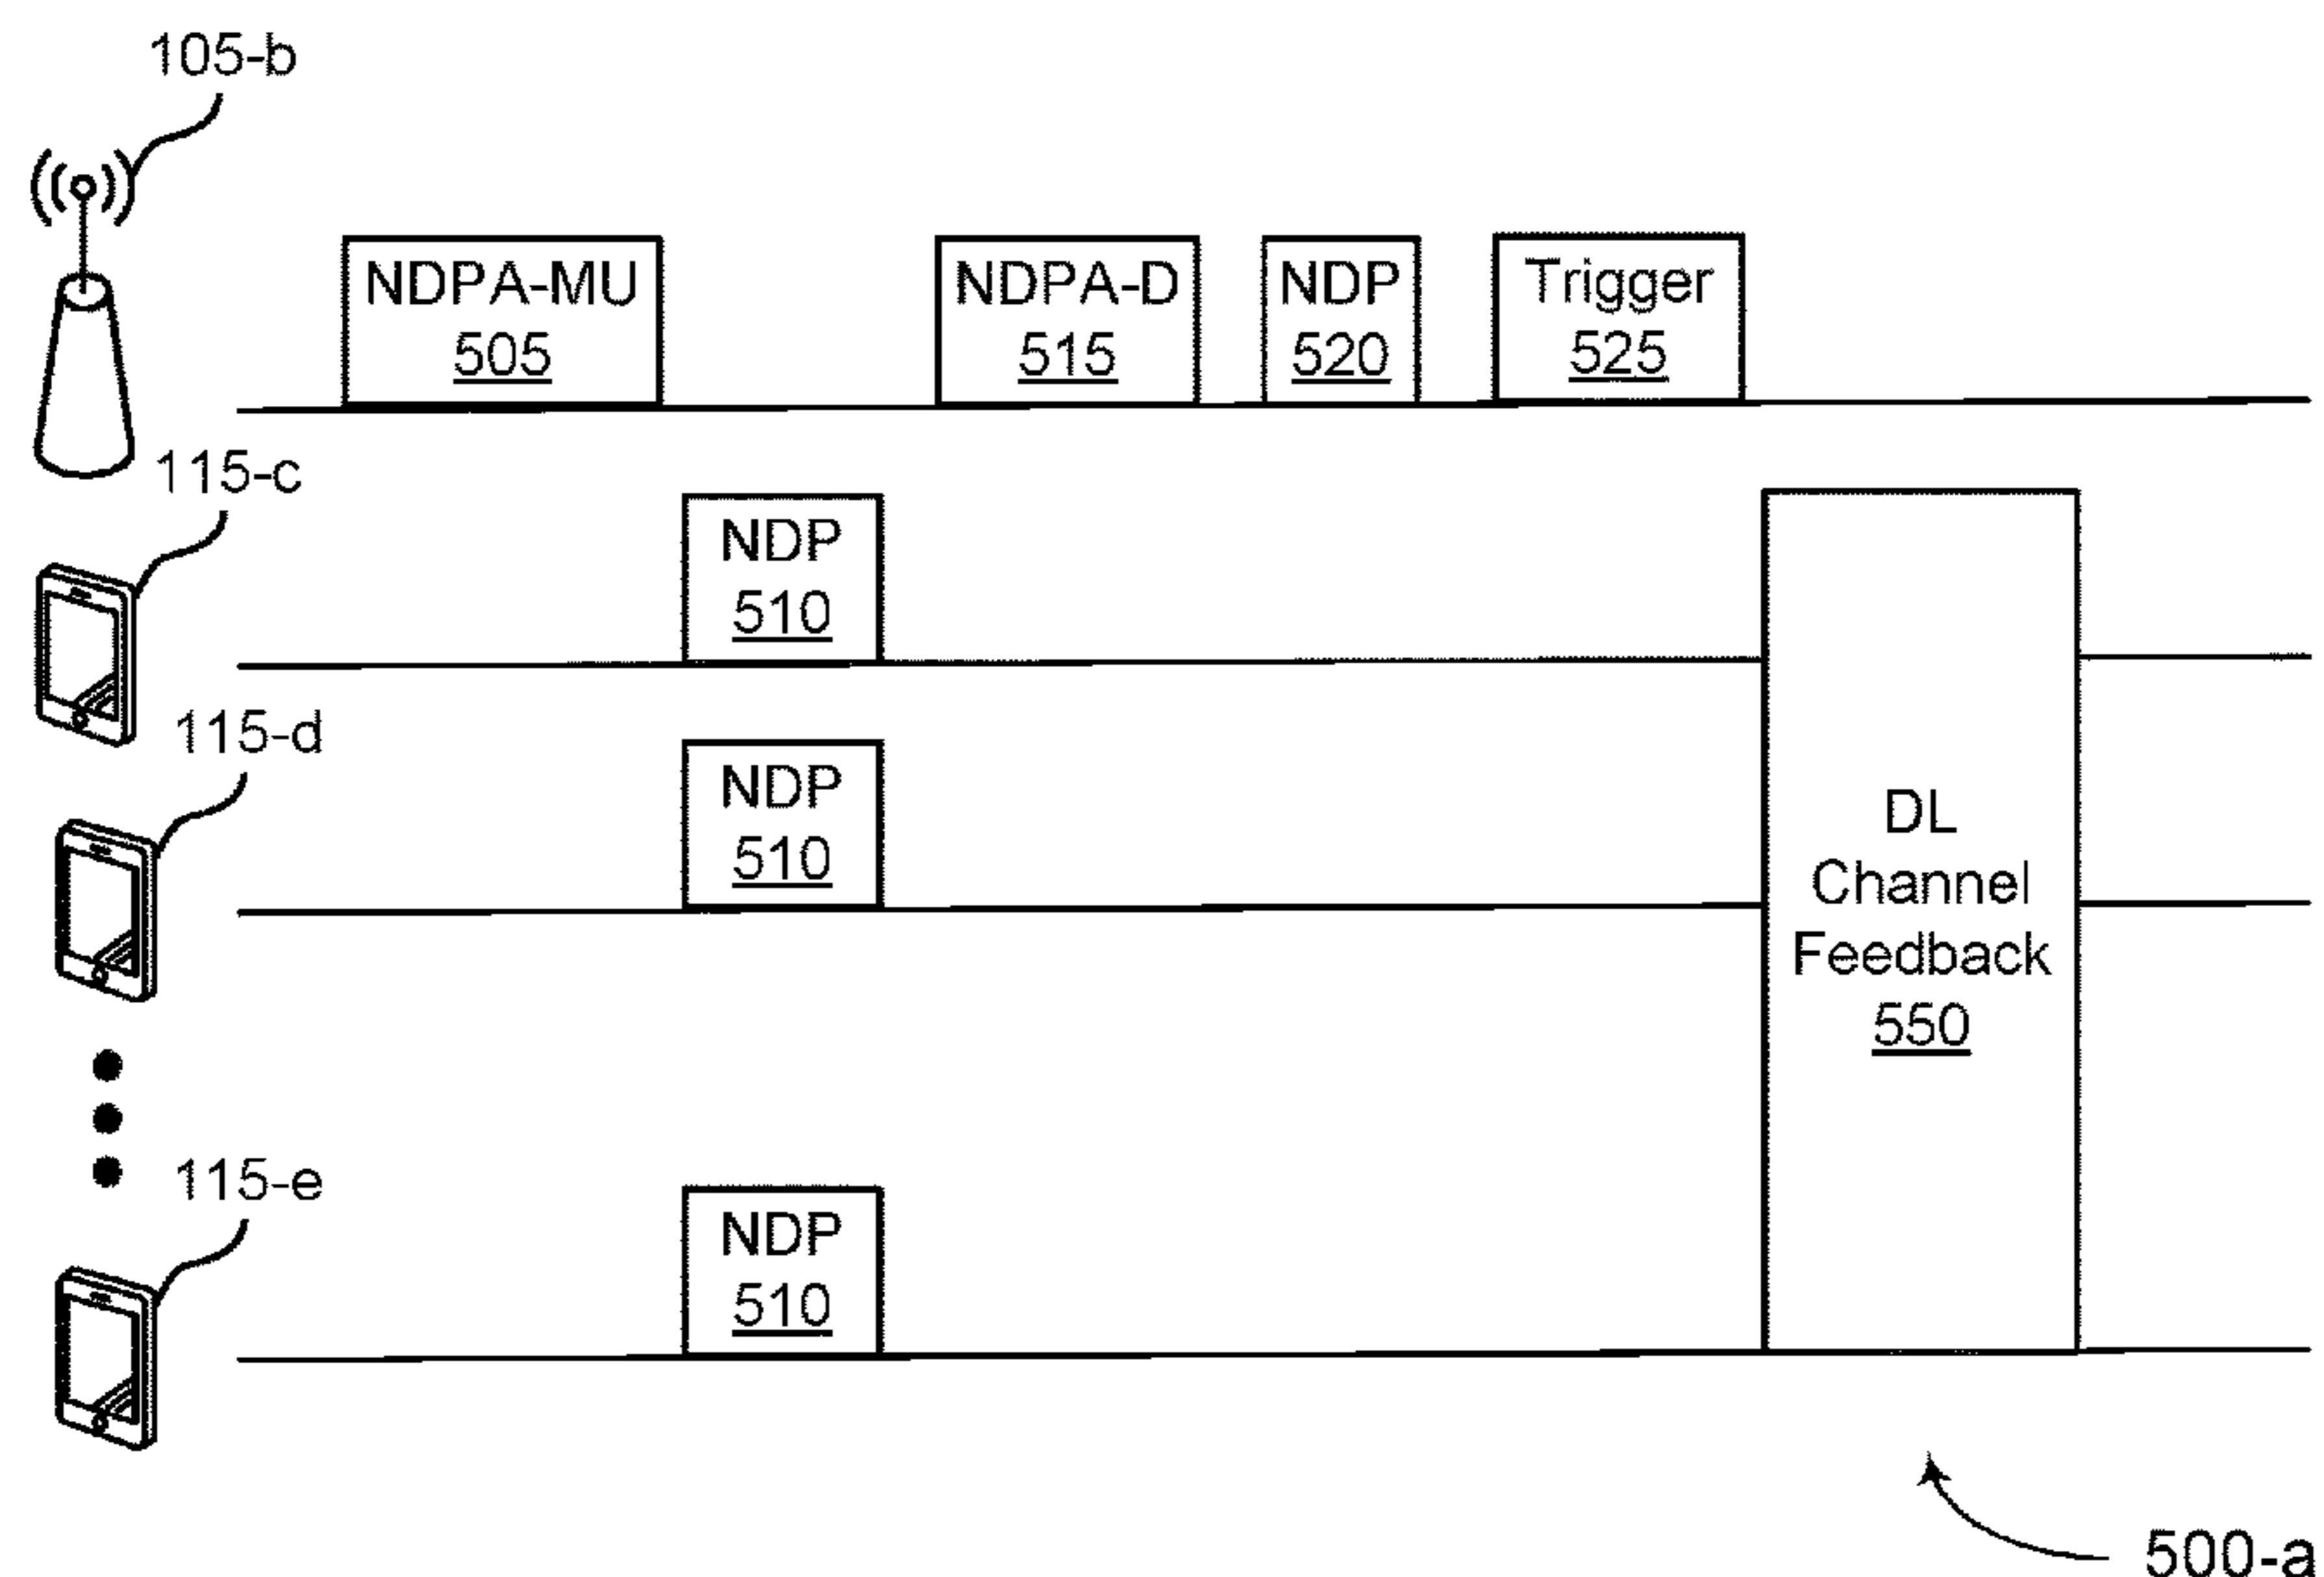 105-b
NDPA-MU
505
NDPA-D
515
NDP
520
Trigger
525
115-c
NDP
510
115-d
NDP
510
DL
Channel
Feedback
550
115-e
NDP
510
500-a